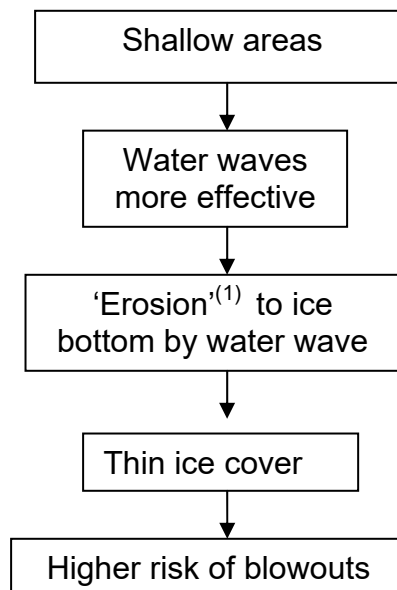 Shallow areas
Water waves
more effective
‘Erosion’(1) to ice
bottom by water wave
Thin ice cover
Higher risk of blowouts